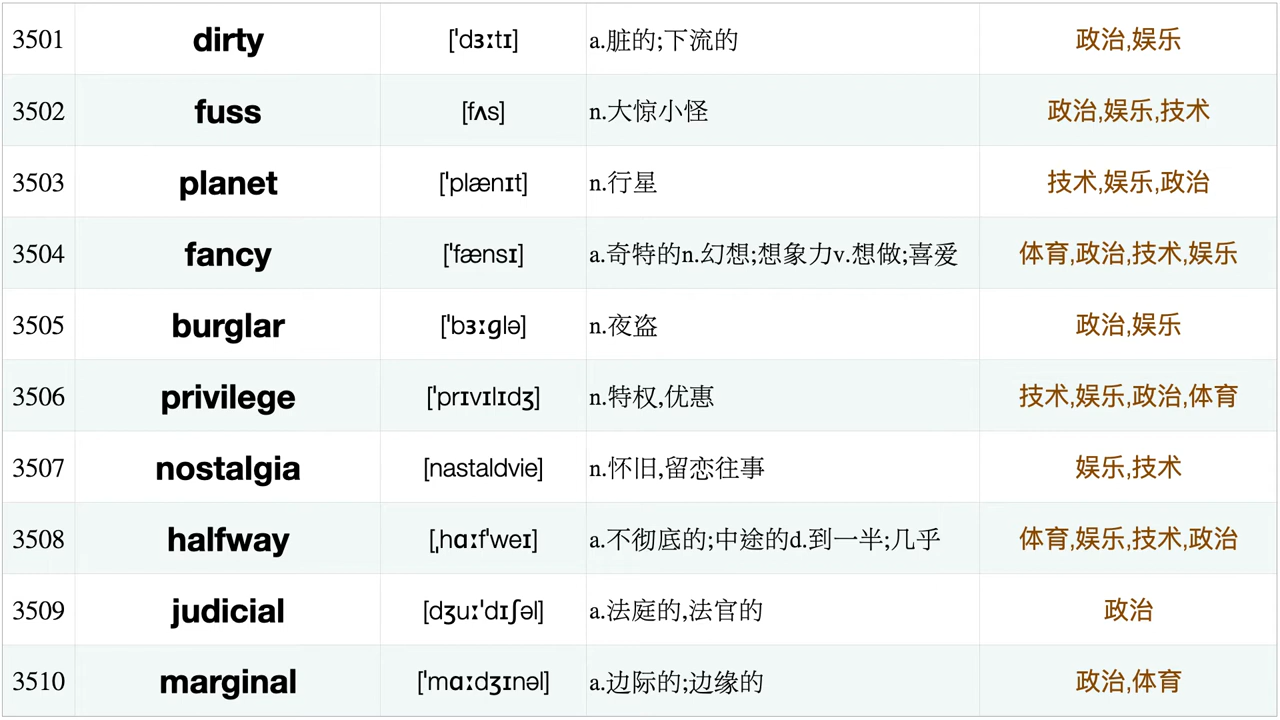 3501 dirty [ˈdɜːtɪ] a.脏的;下流的 政治,娱乐
3502 fuss [fʌs] n.大惊小怪 政治,娱乐,技术
3503 planet [ˈplænɪt] n.行星 技术,娱乐,政治
3504 fancy [ˈfænsɪ] a.奇特的n.幻想;想象力v.想做;喜爱 体育,政治,技术,娱乐
3505 burglar [ˈbɜːɡlə] n.夜盗 政治,娱乐
3506 privilege [ˈprɪvɪlɪdʒ] n.特权,优惠 技术,娱乐,政治,体育
3507 nostalgia [nastaldvie] n.怀旧,留恋往事 娱乐,技术
3508 halfway [ˌhɑːfˈweɪ] a.不彻底的;中途的d.到一半;几乎 体育,娱乐,技术,政治
3509 judicial [dʒuːˈdɪʃəl] a.法庭的,法官的 政治
3510 marginal [ˈmɑːdʒɪnəl] a.边际的;边缘的 政治,体育